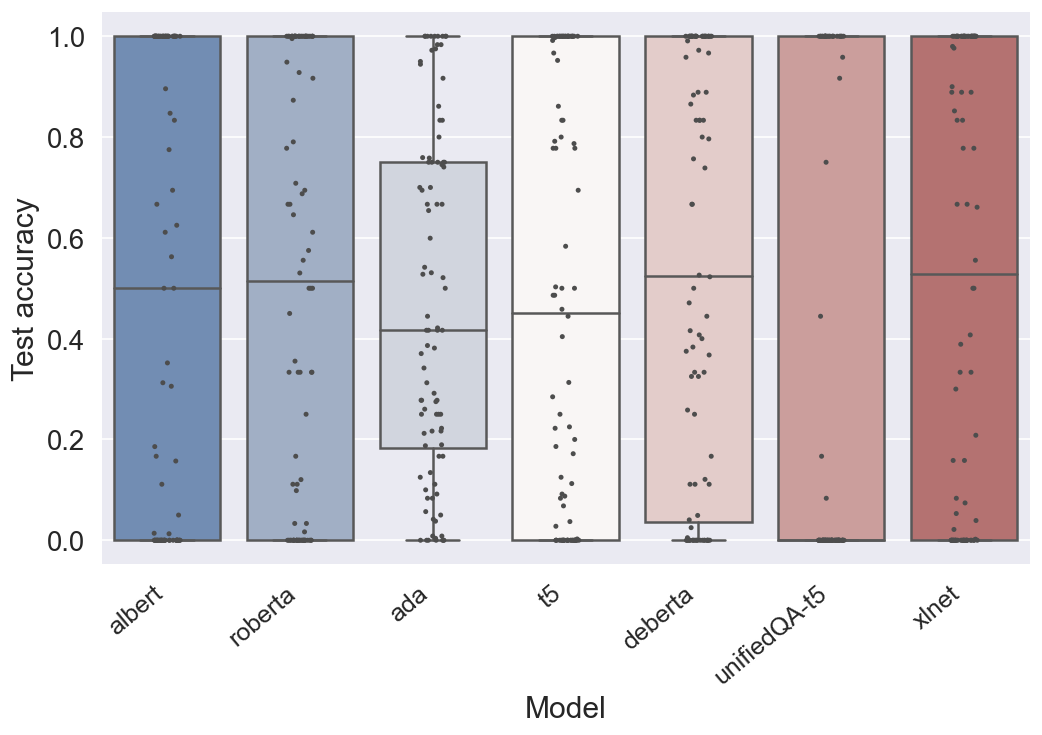 Test accuracy
1.0
0.8
0.6
0.4
0.2
0.0
albert
roberta
ada
t5
deberta
unifiedQA-t5
xlnet
Model